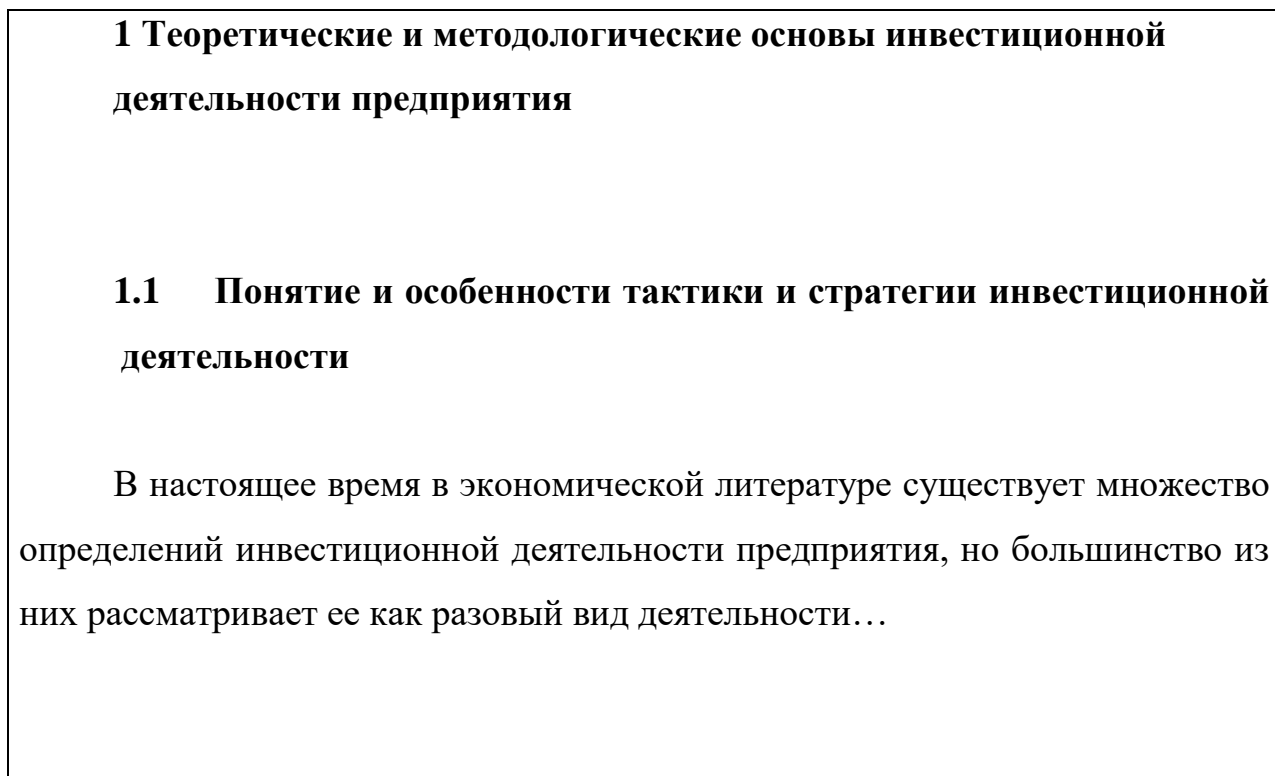 1 Теоретические и методологические основы инвестиционной
деятельности предприятия
1.1 Понятие и особенности тактики и стратегии инвестиционной
деятельности
В настоящее время в экономической литературе существует множество
определений инвестиционной деятельности предприятия, но большинство из
них рассматривает ее как разовый вид деятельности…